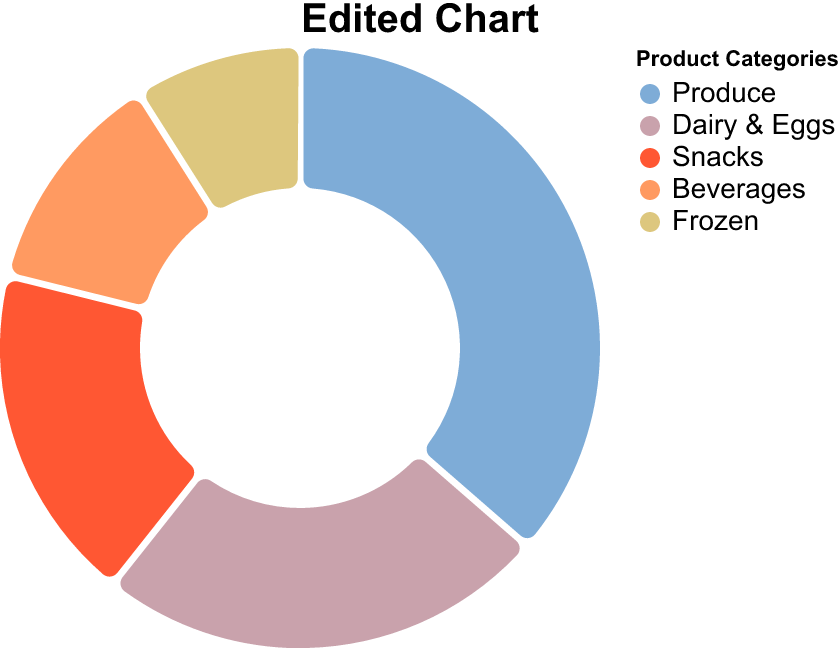 Edited Chart
Product Categories
Produce
Dairy & Eggs
Snacks
Beverages
Frozen